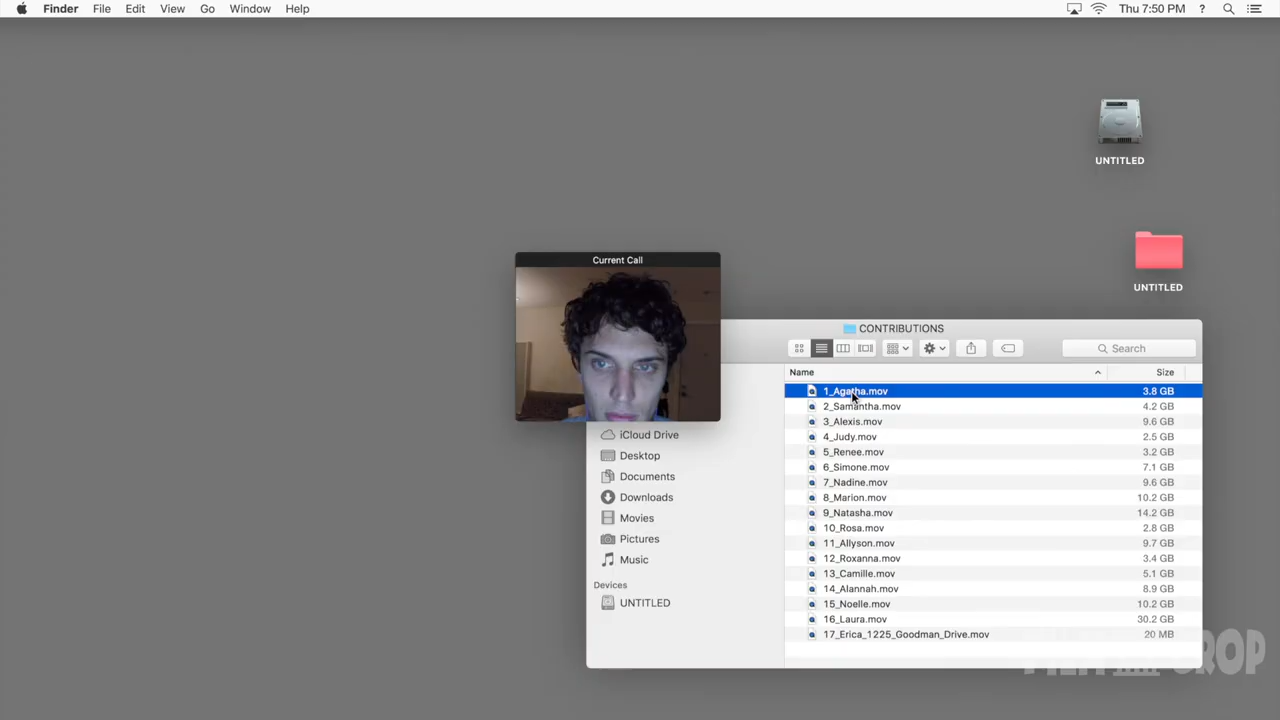 Finder File Edit View Go Window Help Thu 7:50 PM ?
UNTITLED
UNTITLED
Current Call
CONTRIBUTIONS
Search
Name Size
1_Agatha.mov 3.8 GB
2_Samantha.mov 4.2 GB
3_Alexis.mov 9.6 GB
4_Judy.mov 2.5 GB
5_Renee.mov 3.2 GB
6_Simone.mov 7.1 GB
7_Nadine.mov 9.6 GB
8_Marion.mov 10.2 GB
9_Natasha.mov 14.2 GB
10_Rosa.mov 2.8 GB
11_Allyson.mov 9.7 GB
12_Roxanna.mov 3.4 GB
13_Camille.mov 5.1 GB
14_Alannah.mov 8.9 GB
15_Noelle.mov 10.2 GB
16_Laura.mov 30.2 GB
17_Erica_1225_Goodman_Drive.mov 20 MB
iCloud Drive
Desktop
Documents
Downloads
Movies
Pictures
Music
Devices
UNTITLED